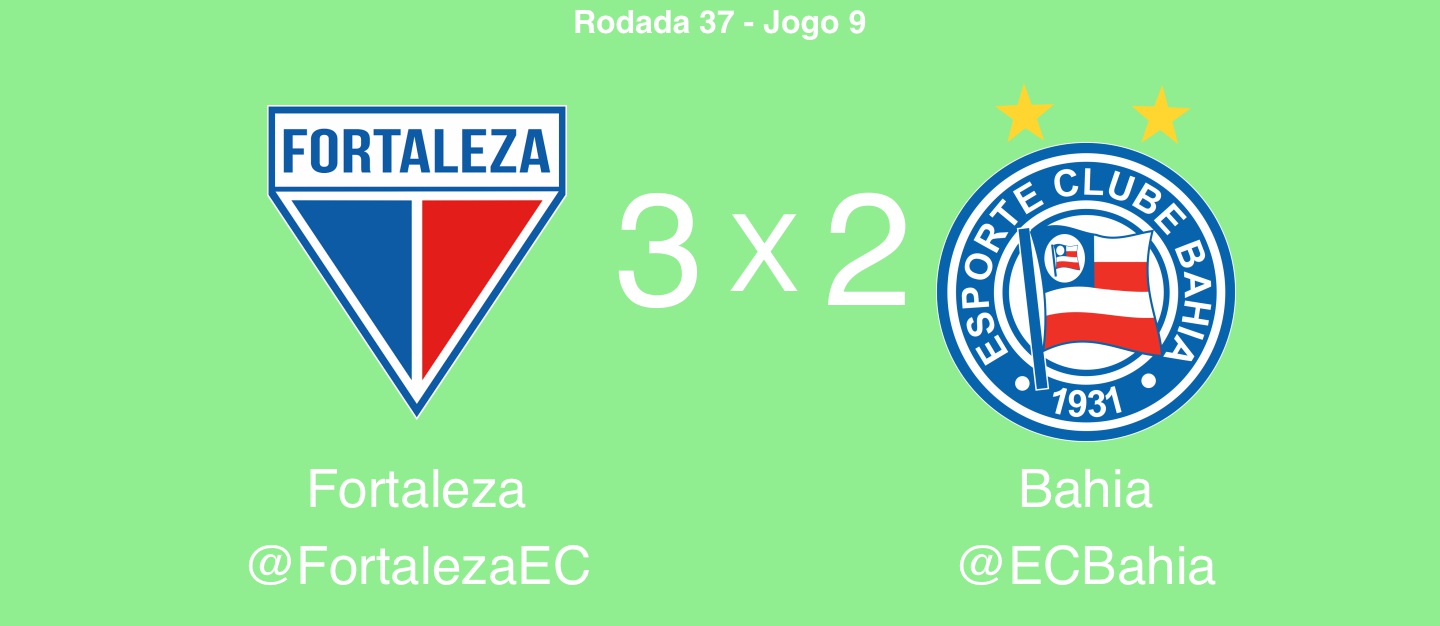 Rodada 37 - Jogo 9
FORTALEZA
3 x 2
ESPORTE CLUBE BAHIA
1931
Fortaleza
Bahia
@FortalezaEC
@ECBahia